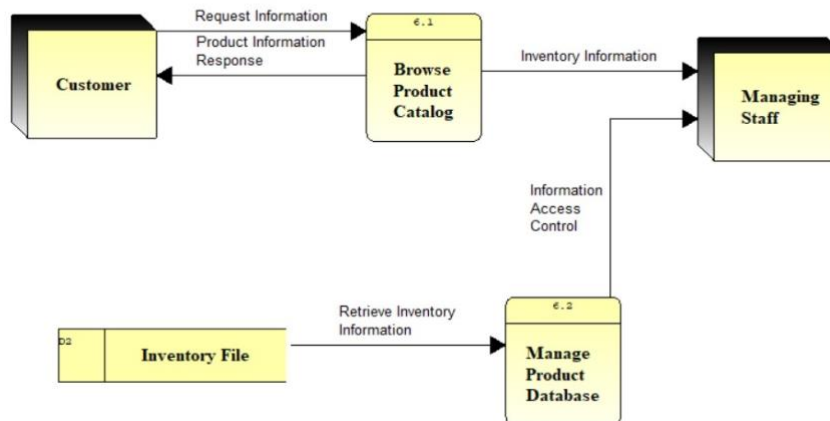 Request Information
Product Information
Response
Customer
6.1
Browse
Product
Catalog
Inventory Information
Managing
Staff
Information
Access
Control
D2
Inventory File
Retrieve Inventory
Information
6.2
Manage
Product
Database